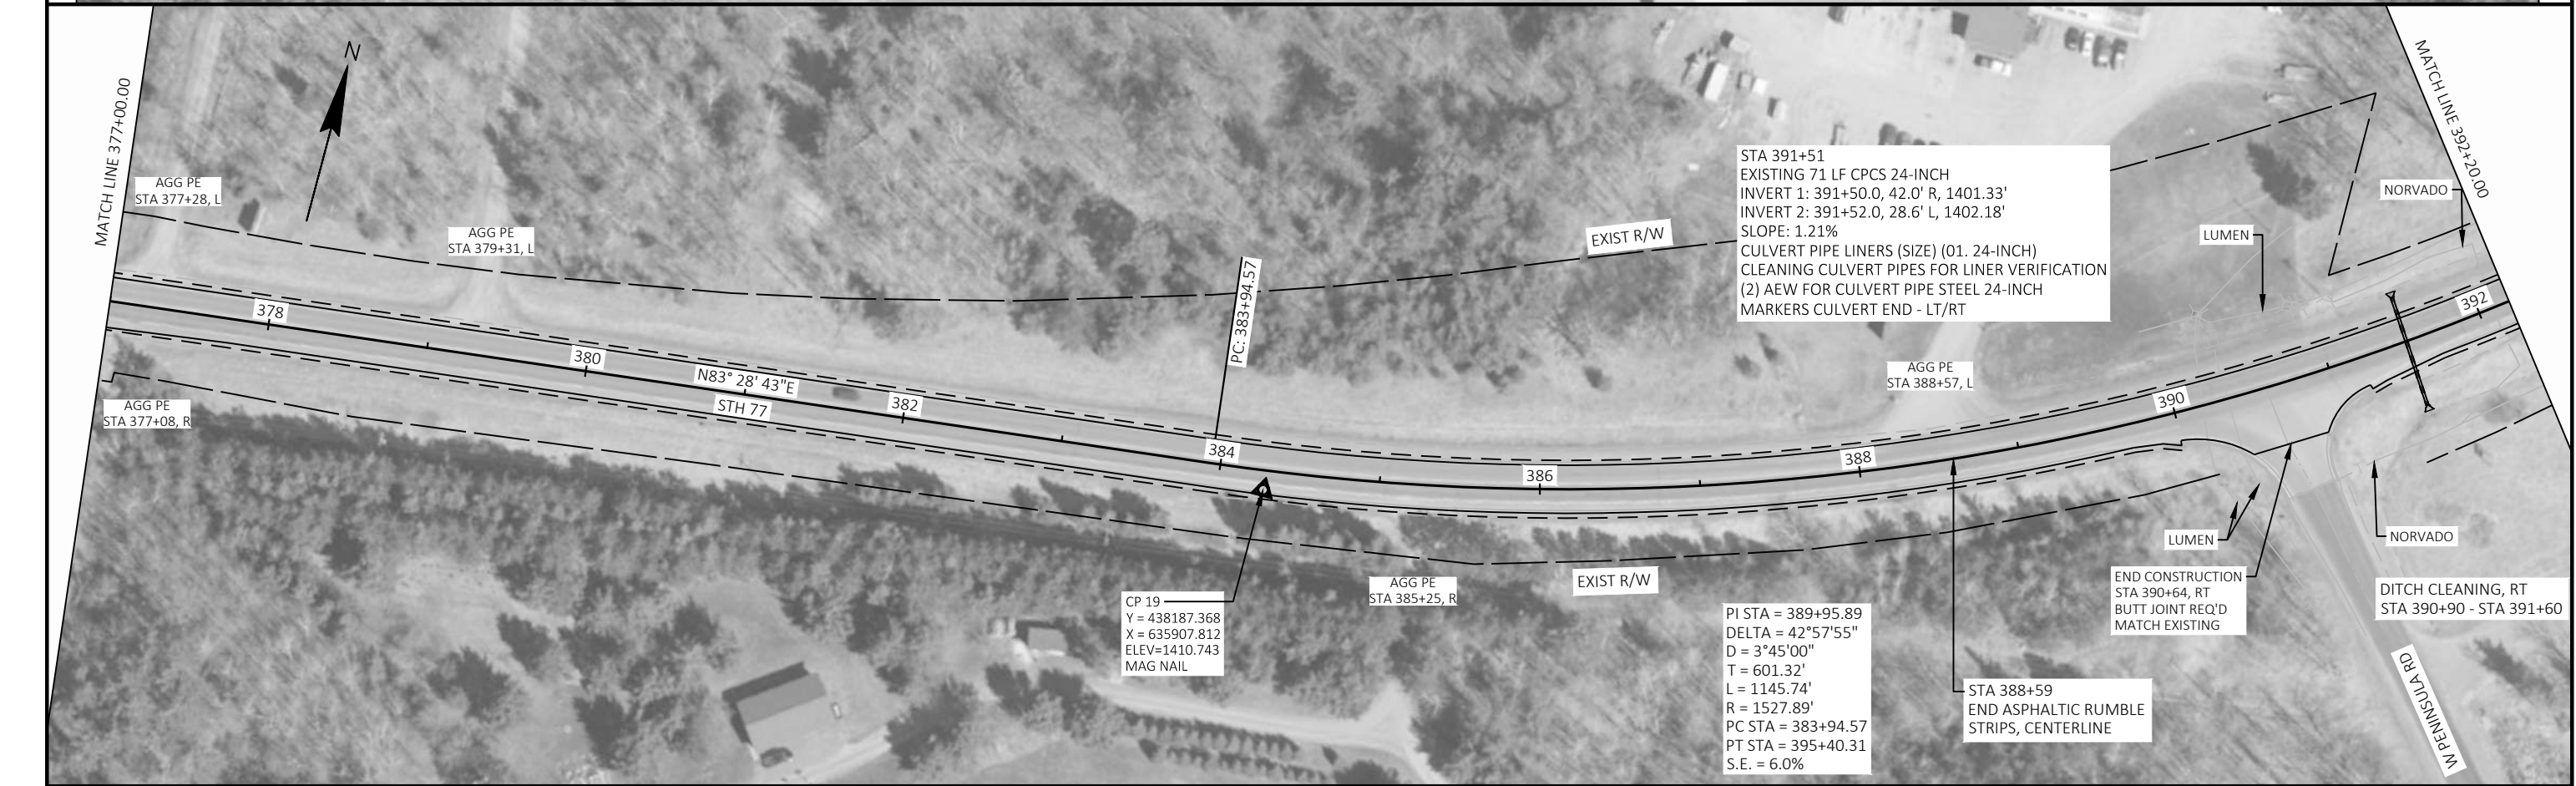 MATCH LINE 377+00.00
N
AGG PE
STA 377+28, L
AGG PE
STA 379+31, L
AGG PE
STA 377+08, R
378
380
N83° 28' 43"E
STH 77
382
384
PC: 383+94.57
386
388
390
392
EXIST R/W
STA 391+51
EXISTING 71 LF CPCS 24-INCH
INVERT 1: 391+50.0, 42.0' R, 1401.33'
INVERT 2: 391+52.0, 28.6' L, 1402.18'
SLOPE: 1.21%
CULVERT PIPE LINERS (SIZE) (01. 24-INCH)
CLEANING CULVERT PIPES FOR LINER VERIFICATION
(2) AEW FOR CULVERT PIPE STEEL 24-INCH
MARKERS CULVERT END - LT/RT
AGG PE
STA 388+57, L
LUMEN
NORVADO
MATCH LINE 392+20.00
CP 19
Y = 438187.368
X = 635907.812
ELEV=1410.743
MAG NAIL
AGG PE
STA 385+25, R
EXIST R/W
PI STA = 389+95.89
DELTA = 42°57'55"
D = 3°45'00"
T = 601.32'
L = 1145.74'
R = 1527.89'
PC STA = 383+94.57
PT STA = 395+40.31
S.E. = 6.0%
STA 388+59
END ASPHALTIC RUMBLE
STRIPS, CENTERLINE
LUMEN
END CONSTRUCTION
STA 390+64, RT
BUTT JOINT REQ'D
MATCH EXISTING
NORVADO
DITCH CLEANING, RT
STA 390+90 - STA 391+60
W PENINSULA RD